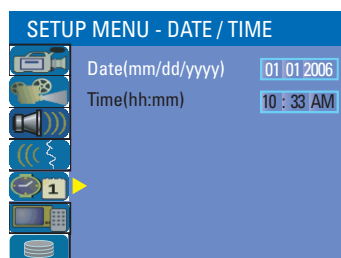 SETUP MENU - DATE / TIME
Date(mm/dd/yyyy) 01 01 2006
Time(hh:mm) 10 : 33 AM
1